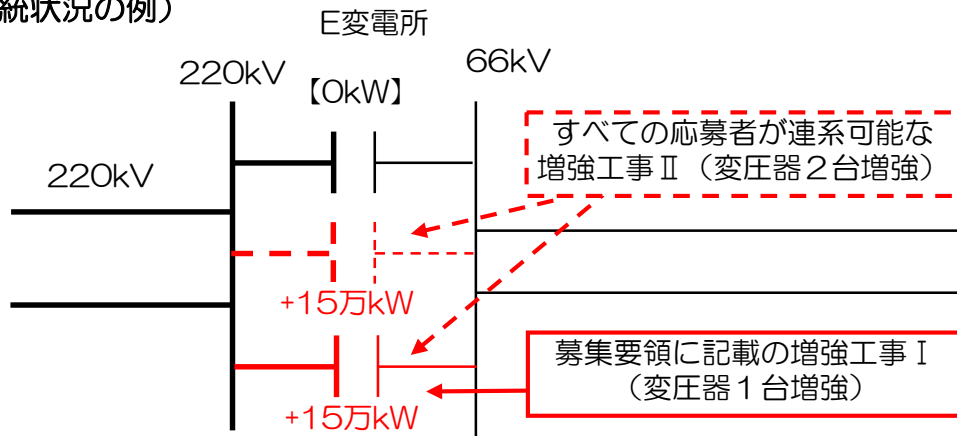 統状況の例)
E変電所
220kV
66kV
【0kW】
すべての応募者が連系可能な
増強工事Ⅱ(変圧器2台増強)
220kV
+15万kW
募集要領に記載の増強工事Ⅰ
(変圧器1台増強)
+15万kW